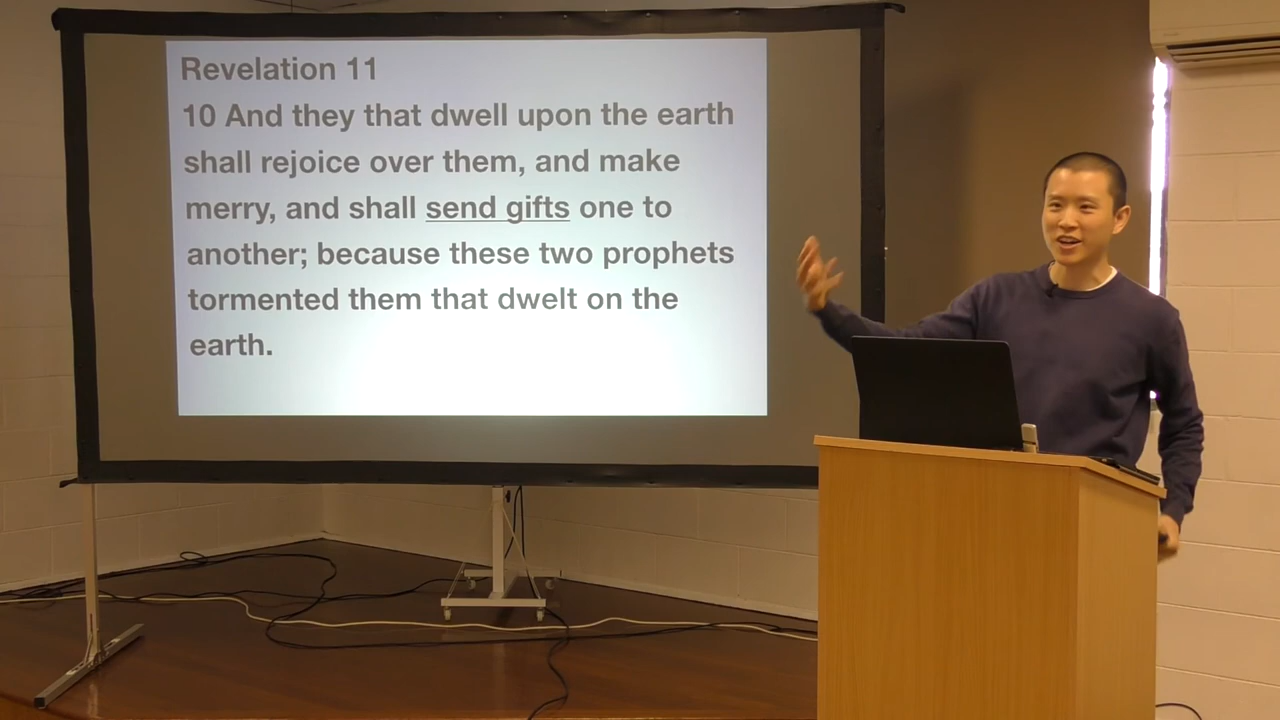 Revelation 11
10 And they that dwell upon the earth
shall rejoice over them, and make
merry, and shall send gifts one to
another; because these two prophets
tormented them that dwelt on the
earth.